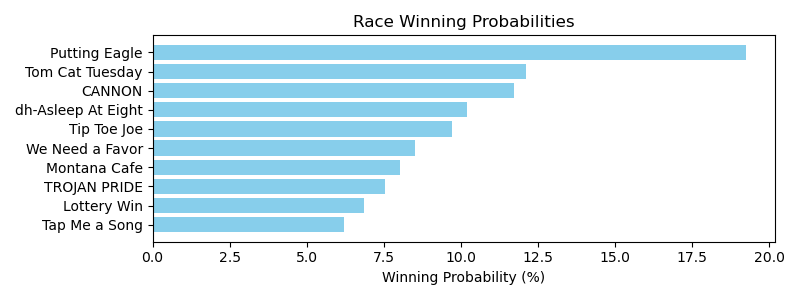 Race Winning Probabilities
Putting Eagle
Tom Cat Tuesday
CANNON
dh-Asleep At Eight
Tip Toe Joe
We Need a Favor
Montana Cafe
TROJAN PRIDE
Lottery Win
Tap Me a Song
0.0 2.5 5.0 7.5 10.0 12.5 15.0 17.5 20.0
Winning Probability (%)